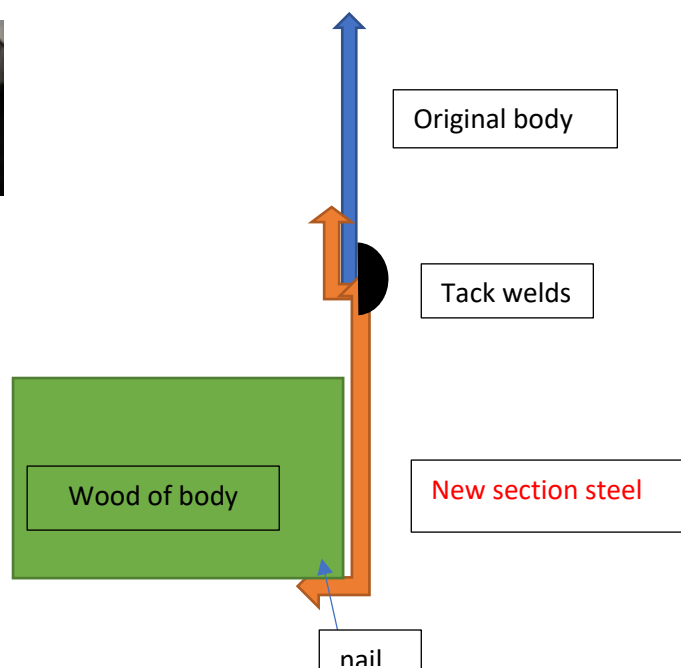 Original body
Tack welds
Wood of body
New section steel
nail